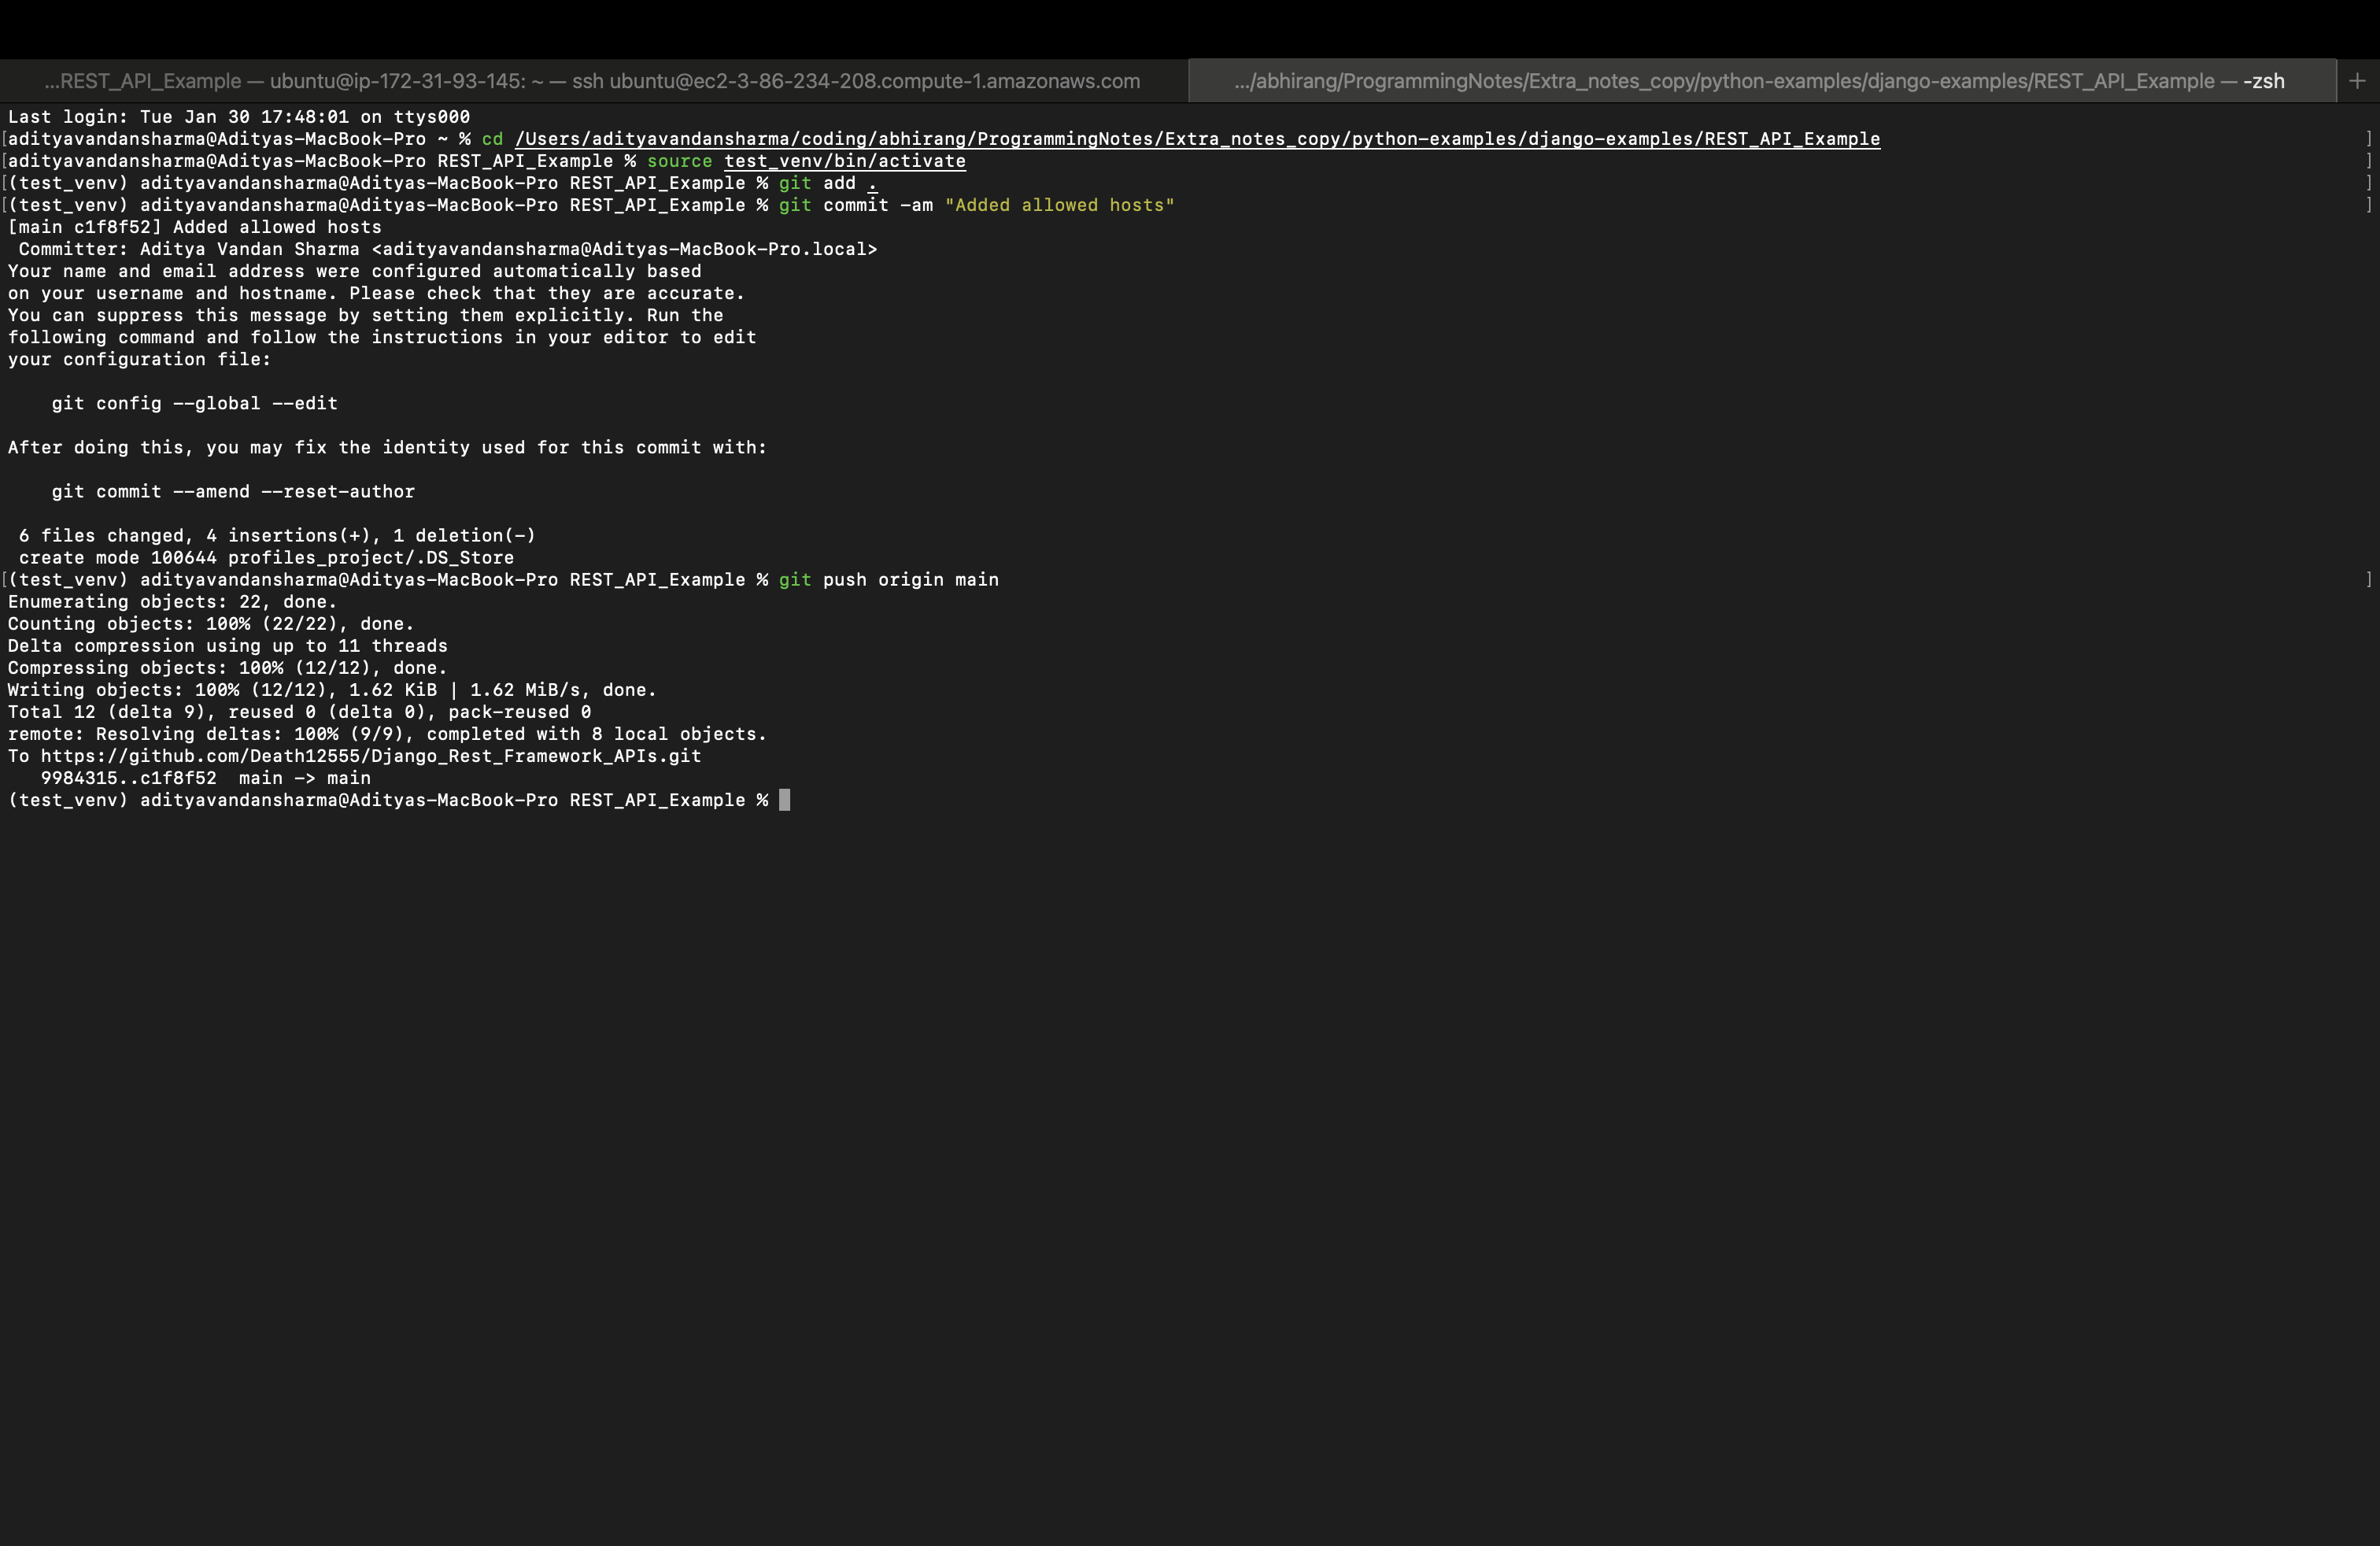 ...REST_API_Example — ubuntu@ip-172-31-93-145: ~ — ssh ubuntu@ec2-3-86-234-208.compute-1.amazonaws.com
.../abhirang/ProgrammingNotes/Extra_notes_copy/python-examples/django-examples/REST_API_Example — -zsh
+
Last login: Tue Jan 30 17:48:01 on ttys000
[adityavandansharma@Adityas-MacBook-Pro ~ % cd /Users/adityavandansharma/coding/abhirang/ProgrammingNotes/Extra_notes_copy/python-examples/django-examples/REST_API_Example ]
[adityavandansharma@Adityas-MacBook-Pro REST_API_Example % source test_venv/bin/activate ]
[(test_venv) adityavandansharma@Adityas-MacBook-Pro REST_API_Example % git add . ]
[(test_venv) adityavandansharma@Adityas-MacBook-Pro REST_API_Example % git commit -am "Added allowed hosts" ]
[main c1f8f52] Added allowed hosts
 Committer: Aditya Vandan Sharma <adityavandansharma@Adityas-MacBook-Pro.local>
Your name and email address were configured automatically based
on your username and hostname. Please check that they are accurate.
You can suppress this message by setting them explicitly. Run the
following command and follow the instructions in your editor to edit
your configuration file:
    git config --global --edit
After doing this, you may fix the identity used for this commit with:
    git commit --amend --reset-author
 6 files changed, 4 insertions(+), 1 deletion(-)
 create mode 100644 profiles_project/.DS_Store
[(test_venv) adityavandansharma@Adityas-MacBook-Pro REST_API_Example % git push origin main ]
Enumerating objects: 22, done.
Counting objects: 100% (22/22), done.
Delta compression using up to 11 threads
Compressing objects: 100% (12/12), done.
Writing objects: 100% (12/12), 1.62 KiB | 1.62 MiB/s, done.
Total 12 (delta 9), reused 0 (delta 0), pack-reused 0
remote: Resolving deltas: 100% (9/9), completed with 8 local objects.
To https://github.com/Death12555/Django_Rest_Framework_APIs.git
   9984315..c1f8f52  main -> main
(test_venv) adityavandansharma@Adityas-MacBook-Pro REST_API_Example %